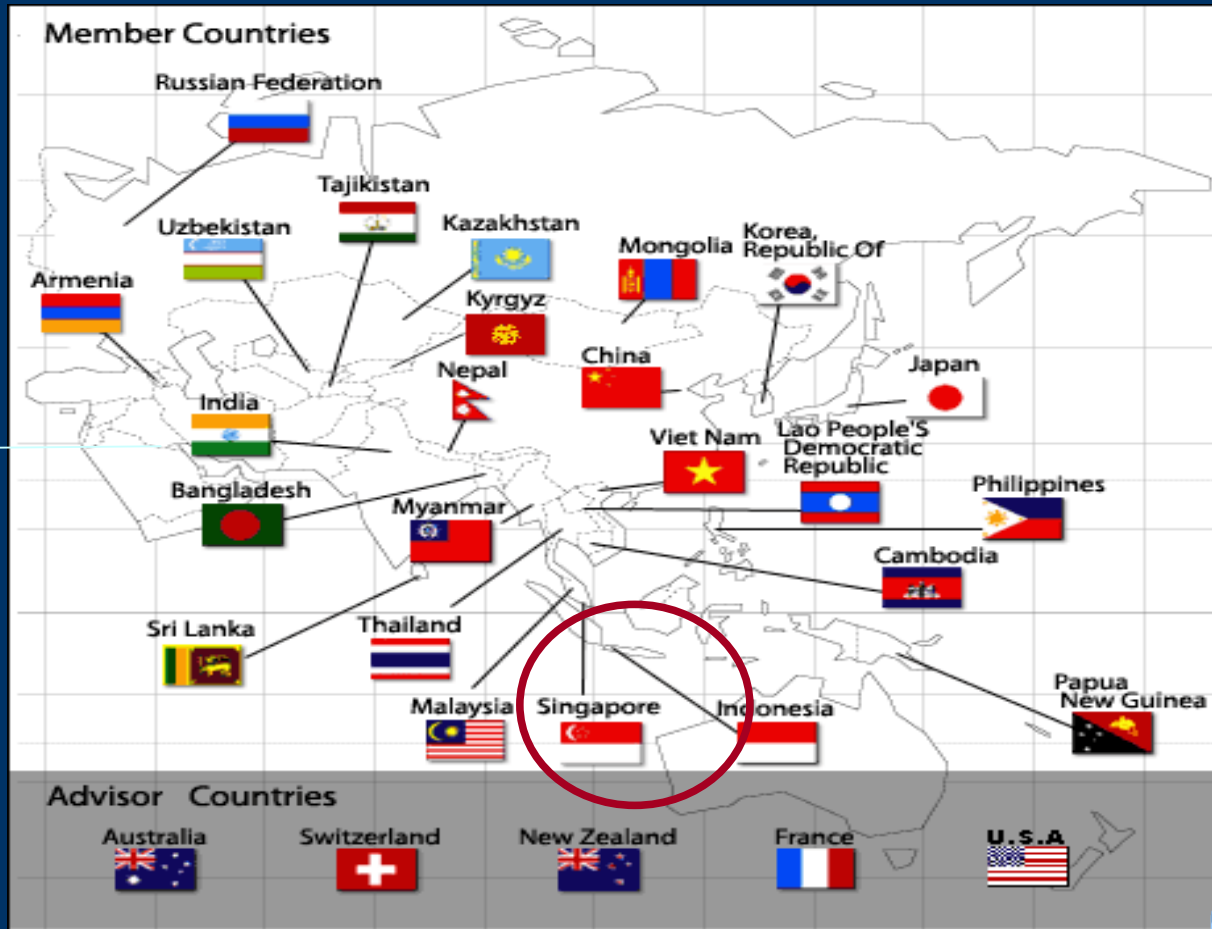 Member Countries
Russian Federation
Tajikistan
Uzbekistan
Kazakhstan
Mongolia
Korea,
Republic Of
Armenia
Kyrgyz
China
Japan
Nepal
India
Viet Nam
Lao People'S
Democratic
Republic
Bangladesh
Myanmar
Philippines
Cambodia
Sri Lanka
Thailand
Malaysia
Singapore
Indonesia
Papua
New Guinea
Advisor Countries
Australia
Switzerland
New Zealand
France
U.S.A